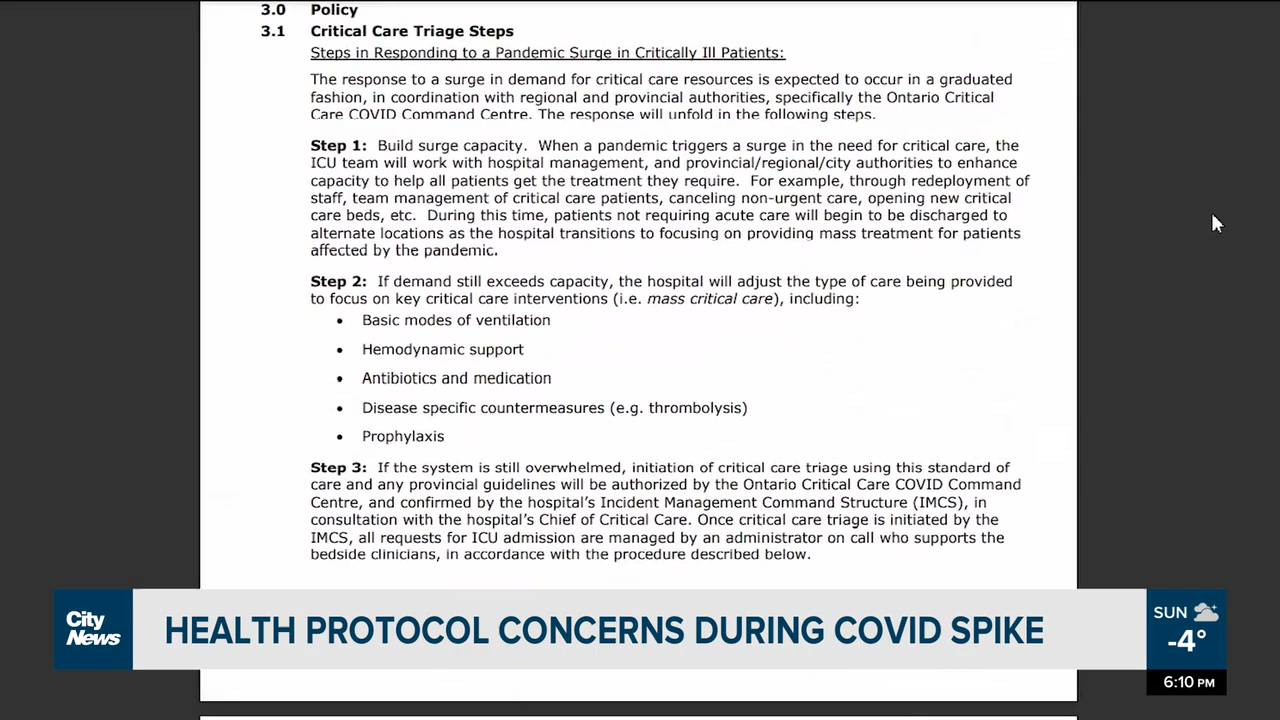 3.0 Policy
3.1 Critical Care Triage Steps
Steps in Responding to a Pandemic Surge in Critically Ill Patients:
The response to a surge in demand for critical care resources is expected to occur in a graduated
fashion, in coordination with regional and provincial authorities, specifically the Ontario Critical
Care COVID Command Centre. The response will unfold in the following steps.
Step 1: Build surge capacity. When a pandemic triggers a surge in the need for critical care, the
ICU team will work with hospital management, and provincial/regional/city authorities to enhance
capacity to help all patients get the treatment they require. For example, through redeployment of
staff, team management of critical care patients, canceling non-urgent care, opening new critical
care beds, etc. During this time, patients not requiring acute care will begin to be discharged to
alternate locations as the hospital transitions to focusing on providing mass treatment for patients
affected by the pandemic.
Step 2: If demand still exceeds capacity, the hospital will adjust the type of care being provided
to focus on key critical care interventions (i.e. mass critical care), including:
• Basic modes of ventilation
• Hemodynamic support
• Antibiotics and medication
• Disease specific countermeasures (e.g. thrombolysis)
• Prophylaxis
Step 3: If the system is still overwhelmed, initiation of critical care triage using this standard of
care and any provincial guidelines will be authorized by the Ontario Critical Care COVID Command
Centre, and confirmed by the hospital's Incident Management Command Structure (IMCS), in
consultation with the hospital's Chief of Critical Care. Once critical care triage is initiated by the
IMCS, all requests for ICU admission are managed by an administrator on call who supports the
bedside clinicians, in accordance with the procedure described below.
City
News
HEALTH PROTOCOL CONCERNS DURING COVID SPIKE
SUN
-4°
6:10 PM